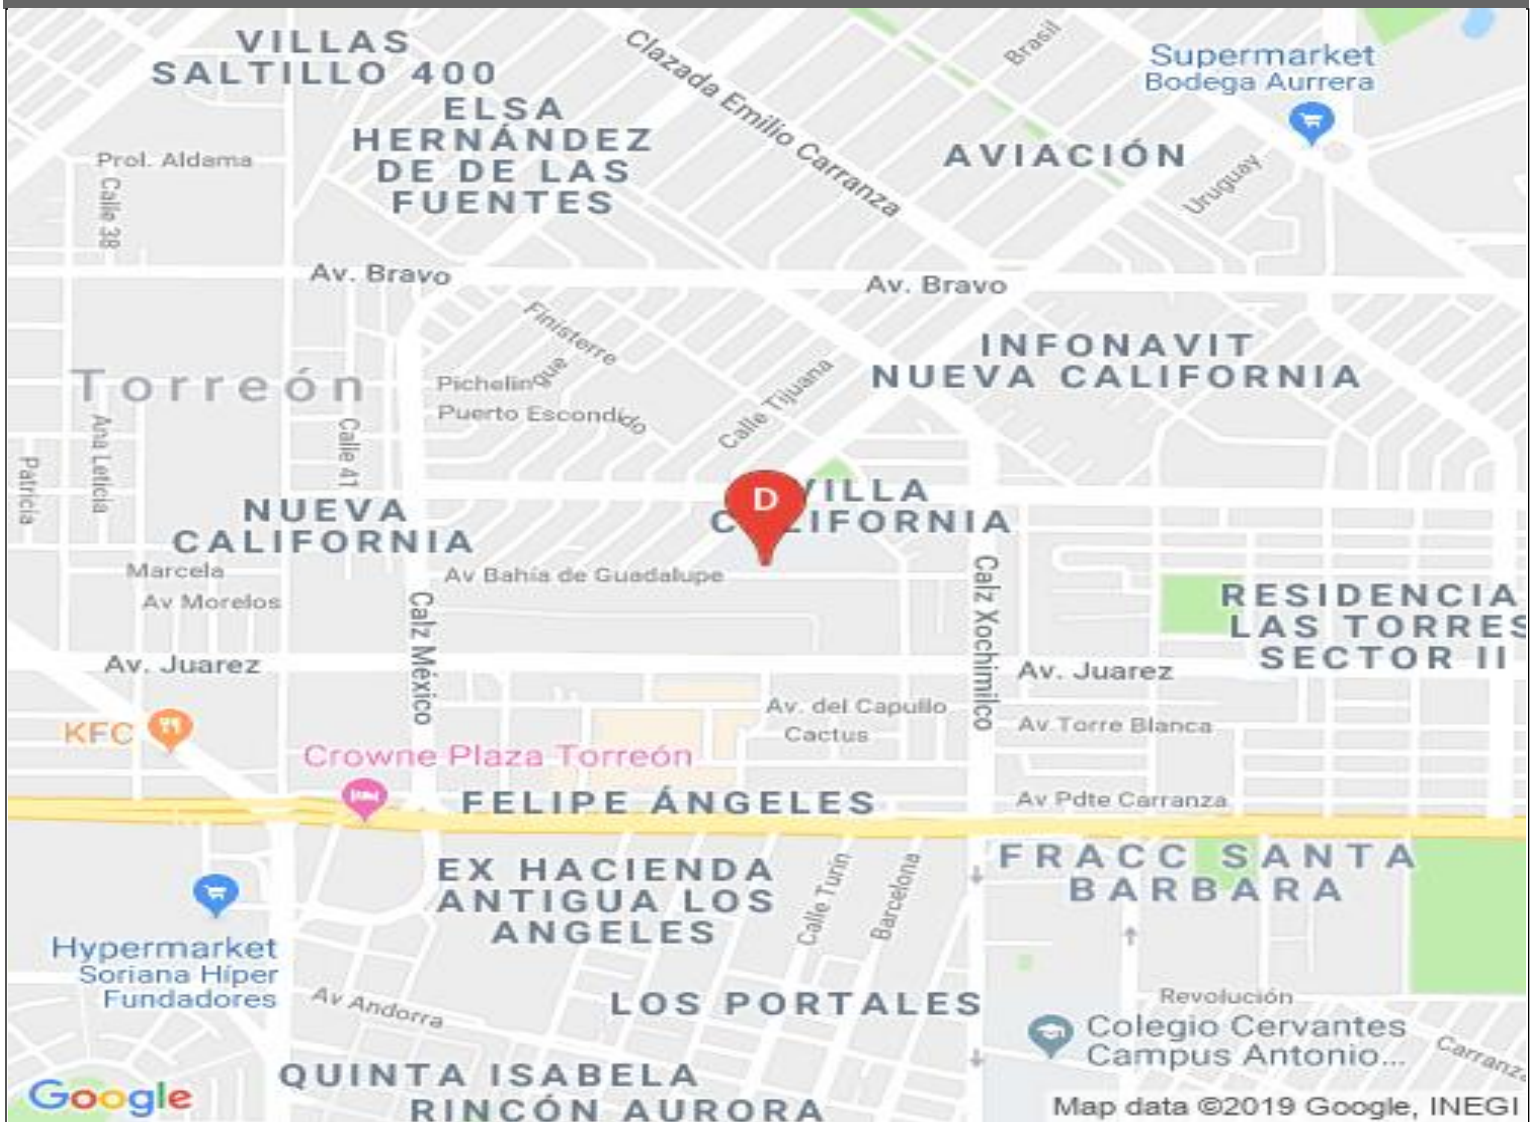 VILLAS
SALTILLO 400
Clazada Emilio Carranza
Brasil
Supermarket
Bodega Aurrera
ELSA
HERNÁNDEZ
DE DE LAS
FUENTES
AVIACIÓN
Prol. Aldama
Calle 38
Uruguay
Av. Bravo
Av. Bravo
Finisterre
INFONAVIT
NUEVA CALIFORNIA
Torreón
Pichelingue
Puerto Escondido
Calle Tijuana
Ana Leticia
Calle 41
Patricia
D
VILLA
CALIFORNIA
NUEVA
CALIFORNIA
Marcela
Av Morelos
Av Bahía de Guadalupe
Calz México
Calz Xochimilco
RESIDENCIA
LAS TORRES
SECTOR II
Av. Juarez
Av. Juarez
KFC
Av. del Capullo
Cactus
Av Torre Blanca
Crowne Plaza Torreón
FELIPE ÁNGELES
Av Pdte Carranza
EX HACIENDA
ANTIGUA LOS
ANGELES
Calle Turín
Barcelona
FRACC SANTA
BARBARA
Hypermarket
Soriana Híper
Fundadores
Av Andorra
LOS PORTALES
Revolución
Colegio Cervantes
Campus Antonio...
Carranza
QUINTA ISABELA
RINCÓN AURORA
Google
Map data ©2019 Google, INEGI